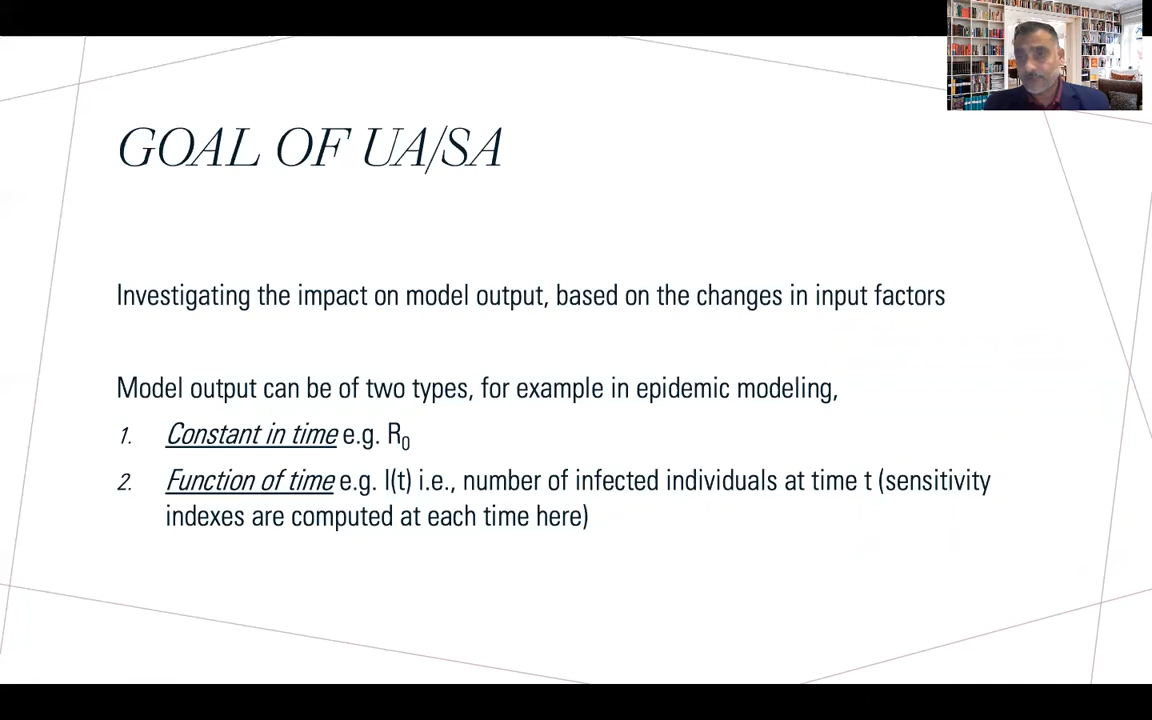 GOAL OF UA/SA
Investigating the impact on model output, based on the changes in input factors
Model output can be of two types, for example in epidemic modeling,
1. Constant in time e.g. R₀
2. Function of time e.g. I(t) i.e., number of infected individuals at time t (sensitivity
indexes are computed at each time here)